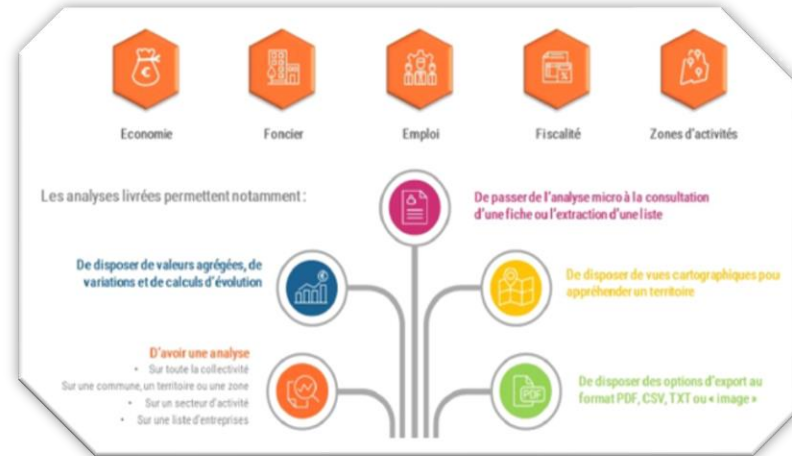 Economie
Foncier
Emploi
Fiscalité
Zones d'activités
Les analyses livrées permettent notamment :
De passer de l'analyse micro à la consultation
d'une fiche ou l'extraction d'une liste
De disposer de valeurs agrégées, de
variations et de calculs d'évolution
De disposer de vues cartographiques pou
appréhender un territoire
D'avoir une analyse
• Sur toute la collectivité
Sur une commune, un territoire ou une zone
• Sur un secteur d'activité
• Sur une liste d'entreprises
PDF
De disposer des options d'export au
format PDF, CSV, TXT ou « image »